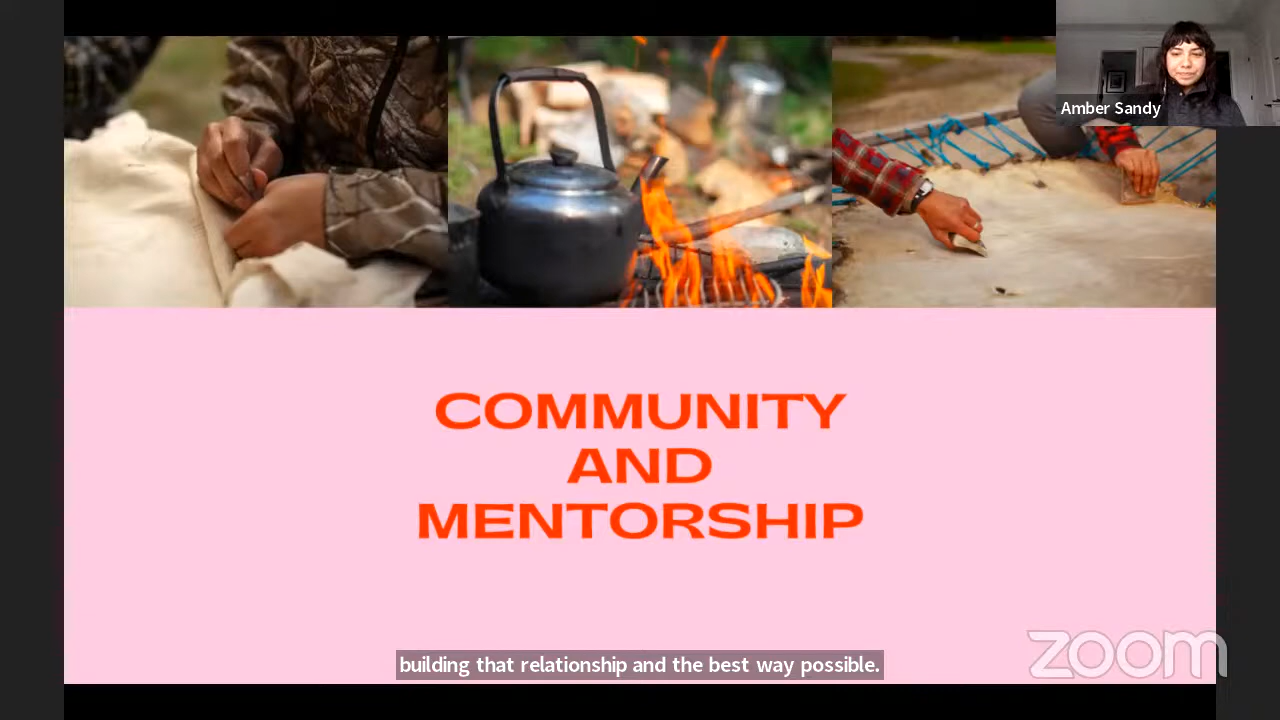 Amber Sandy
COMMUNITY
AND
MENTORSHIP
building that relationship and the best way possible.
zoom